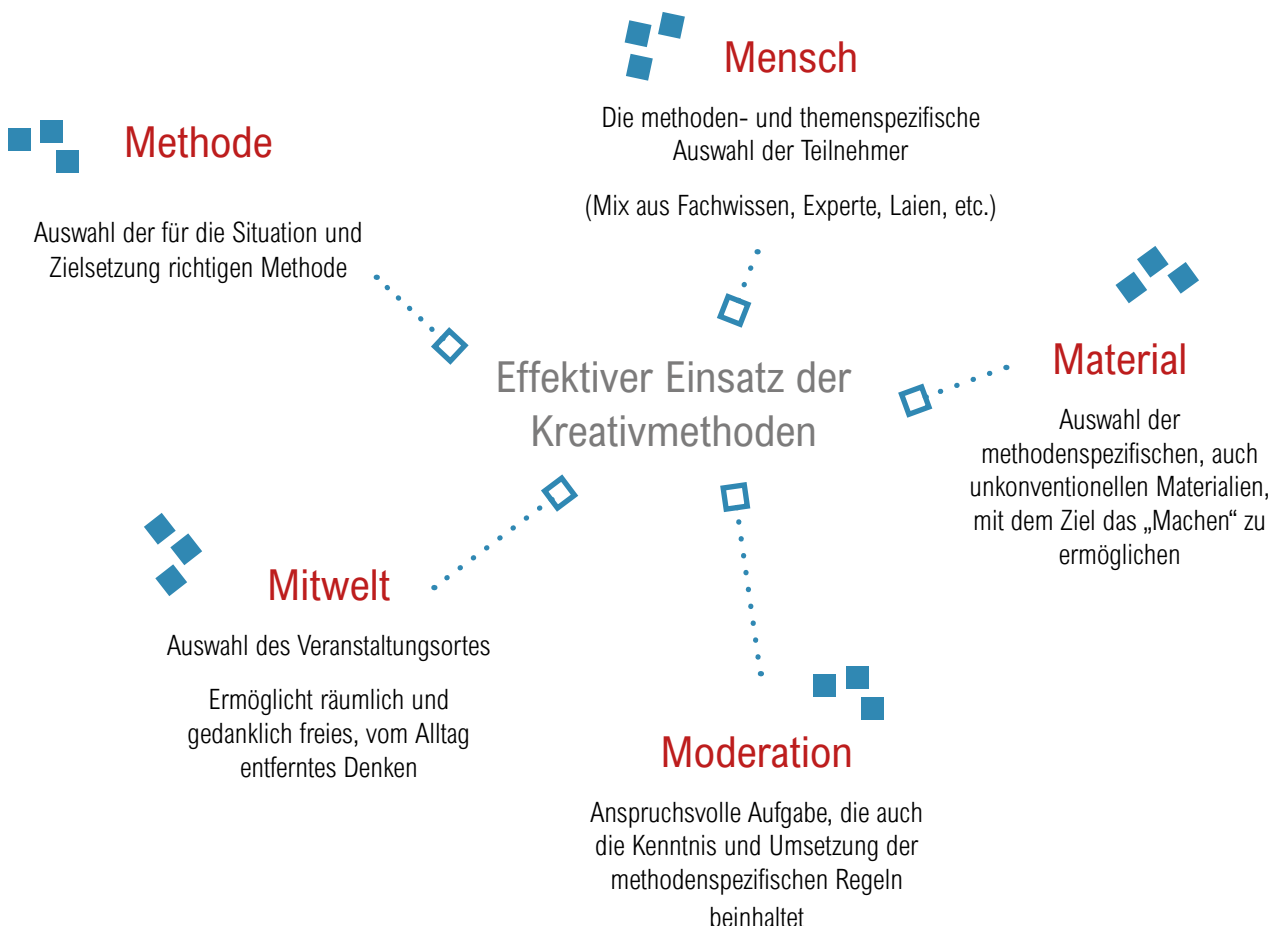 Mensch
Die methoden- und themenspezifische
Auswahl der Teilnehmer
(Mix aus Fachwissen, Experte, Laien, etc.)
Methode
Auswahl der für die Situation und
Zielsetzung richtigen Methode
Effektiver Einsatz der
Kreativmethoden
Material
Auswahl der
methodenspezifischen, auch
unkonventionellen Materialien,
mit dem Ziel das „Machen“ zu
ermöglichen
Mitwelt
Auswahl des Veranstaltungsortes
Ermöglicht räumlich und
gedanklich freies, vom Alltag
entferntes Denken
Moderation
Anspruchsvolle Aufgabe, die auch
die Kenntnis und Umsetzung der
methodenspezifischen Regeln
beinhaltet